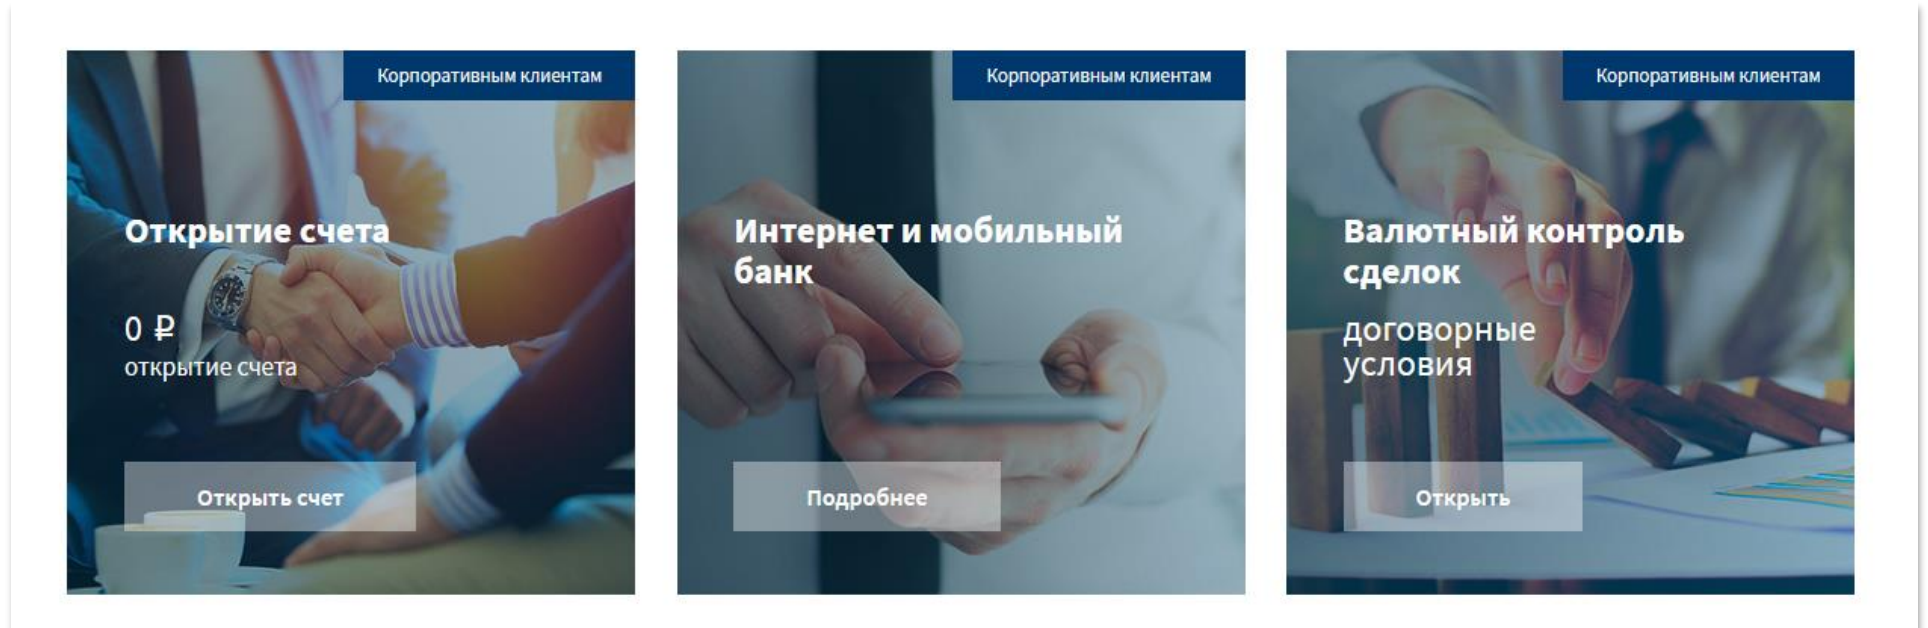 Корпоративным клиентам
Открытие счета
0 ₽
открытие счета
Открыть счет
Корпоративным клиентам
Интернет и мобильный
банк
Подробнее
Корпоративным клиентам
Валютный контроль
сделок
договорные
условия
Открыть